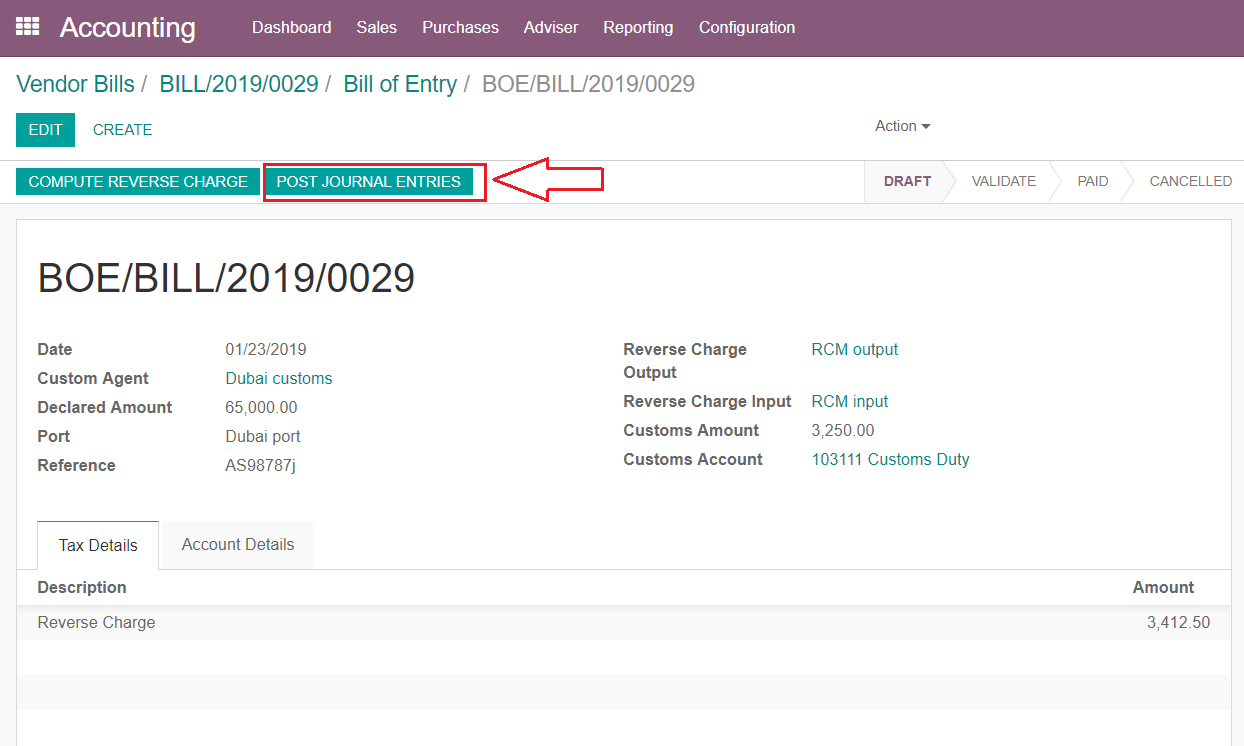 Accounting Dashboard Sales Purchases Adviser Reporting Configuration
Vendor Bills / BILL/2019/0029 / Bill of Entry / BOE/BILL/2019/0029
EDIT CREATE Action
COMPUTE REVERSE CHARGE POST JOURNAL ENTRIES DRAFT VALIDATE PAID CANCELLED
BOE/BILL/2019/0029
Date 01/23/2019
Custom Agent Dubai customs
Declared Amount 65,000.00
Port Dubai port
Reference AS98787j
Reverse Charge
Output RCM output
Reverse Charge Input RCM input
Customs Amount 3,250.00
Customs Account 103111 Customs Duty
Tax Details Account Details
Description Amount
Reverse Charge 3,412.50